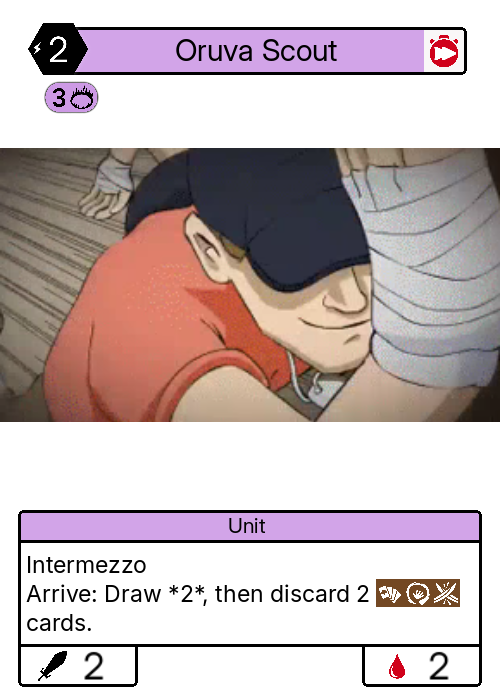 2
Oruva Scout
3
Unit
Intermezzo
Arrive: Draw *2*, then discard 2
cards.
2
2